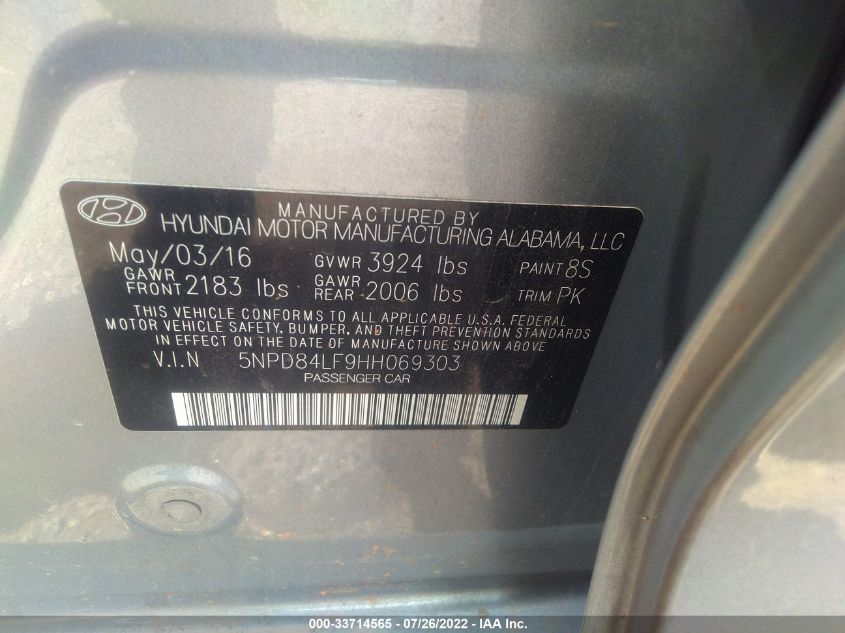 MANUFACTURED BY
HYUNDAI MOTOR MANUFACTURING ALABAMA, LLC
May/03/16 GVWR 3924 lbs PAINT 8S
GAWR FRONT 2183 lbs GAWR REAR 2006 lbs TRIM PK
THIS VEHICLE CONFORMS TO ALL APPLICABLE U.S.A. FEDERAL
MOTOR VEHICLE SAFETY, BUMPER, AND THEFT PREVENTION STANDARDS
IN EFFECT ON THE DATE OF MANUFACTURE SHOWN ABOVE.
V.I.N 5NPD84LF9HH069303
PASSENGER CAR
000-33714565 - 07/26/2022 - IAA Inc.